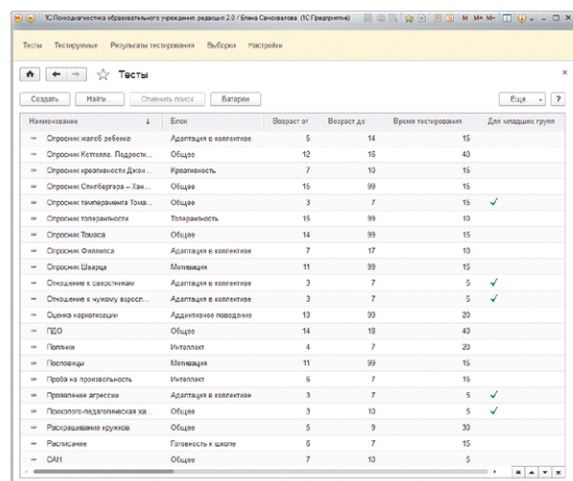 1С:Психодиагностика образовательного учреждения, редакция 2.0 / Елена Самохвалова (1С:Предприятие) M M+ M-
Тесты Тестируемые Результаты тестирования Выборки Настройки
Тесты
Создать Найти... Отменить поиск Батареи Еще ?
Наименование Блок Возраст от Возраст до Время тестирования Для младших групп
Опросник жалоб ребенка Адаптация в коллективе 5 14 15
Опросник Кеттелла. Подростк... Общее 12 16 40
Опросник креативности Джон... Креативность 7 10 15
Опросник Спилбергера – Хан... Общее 15 99 15
Опросник темперамента Тома... Общее 3 7 15 ✓
Опросник толерантности Толерантность 15 99 10
Опросник Томаса Общее 14 99 15
Опросник Филлипса Адаптация в коллективе 7 17 10
Опросник Шварца Мотивация 11 99 15
Отношение к сверстникам Адаптация в коллективе 3 7 5 ✓
Отношение к чужому взросл... Адаптация в коллективе 3 7 5 ✓
Оценка наркотизации Аддиктивное поведение 13 99 20
ПДО Общее 14 18 40
Полянки Интеллект 4 7 20
Пословицы Мотивация 11 99 15
Проба на произвольность Интеллект 6 7 15
Проявление агрессии Адаптация в коллективе 3 7 5 ✓
Психолого-педагогическая ха... Общее 3 10 5 ✓
Раскрашивание кружков Общее 5 9 30
Расписание Готовность к школе 6 7 15
САН Общее 7 10 5